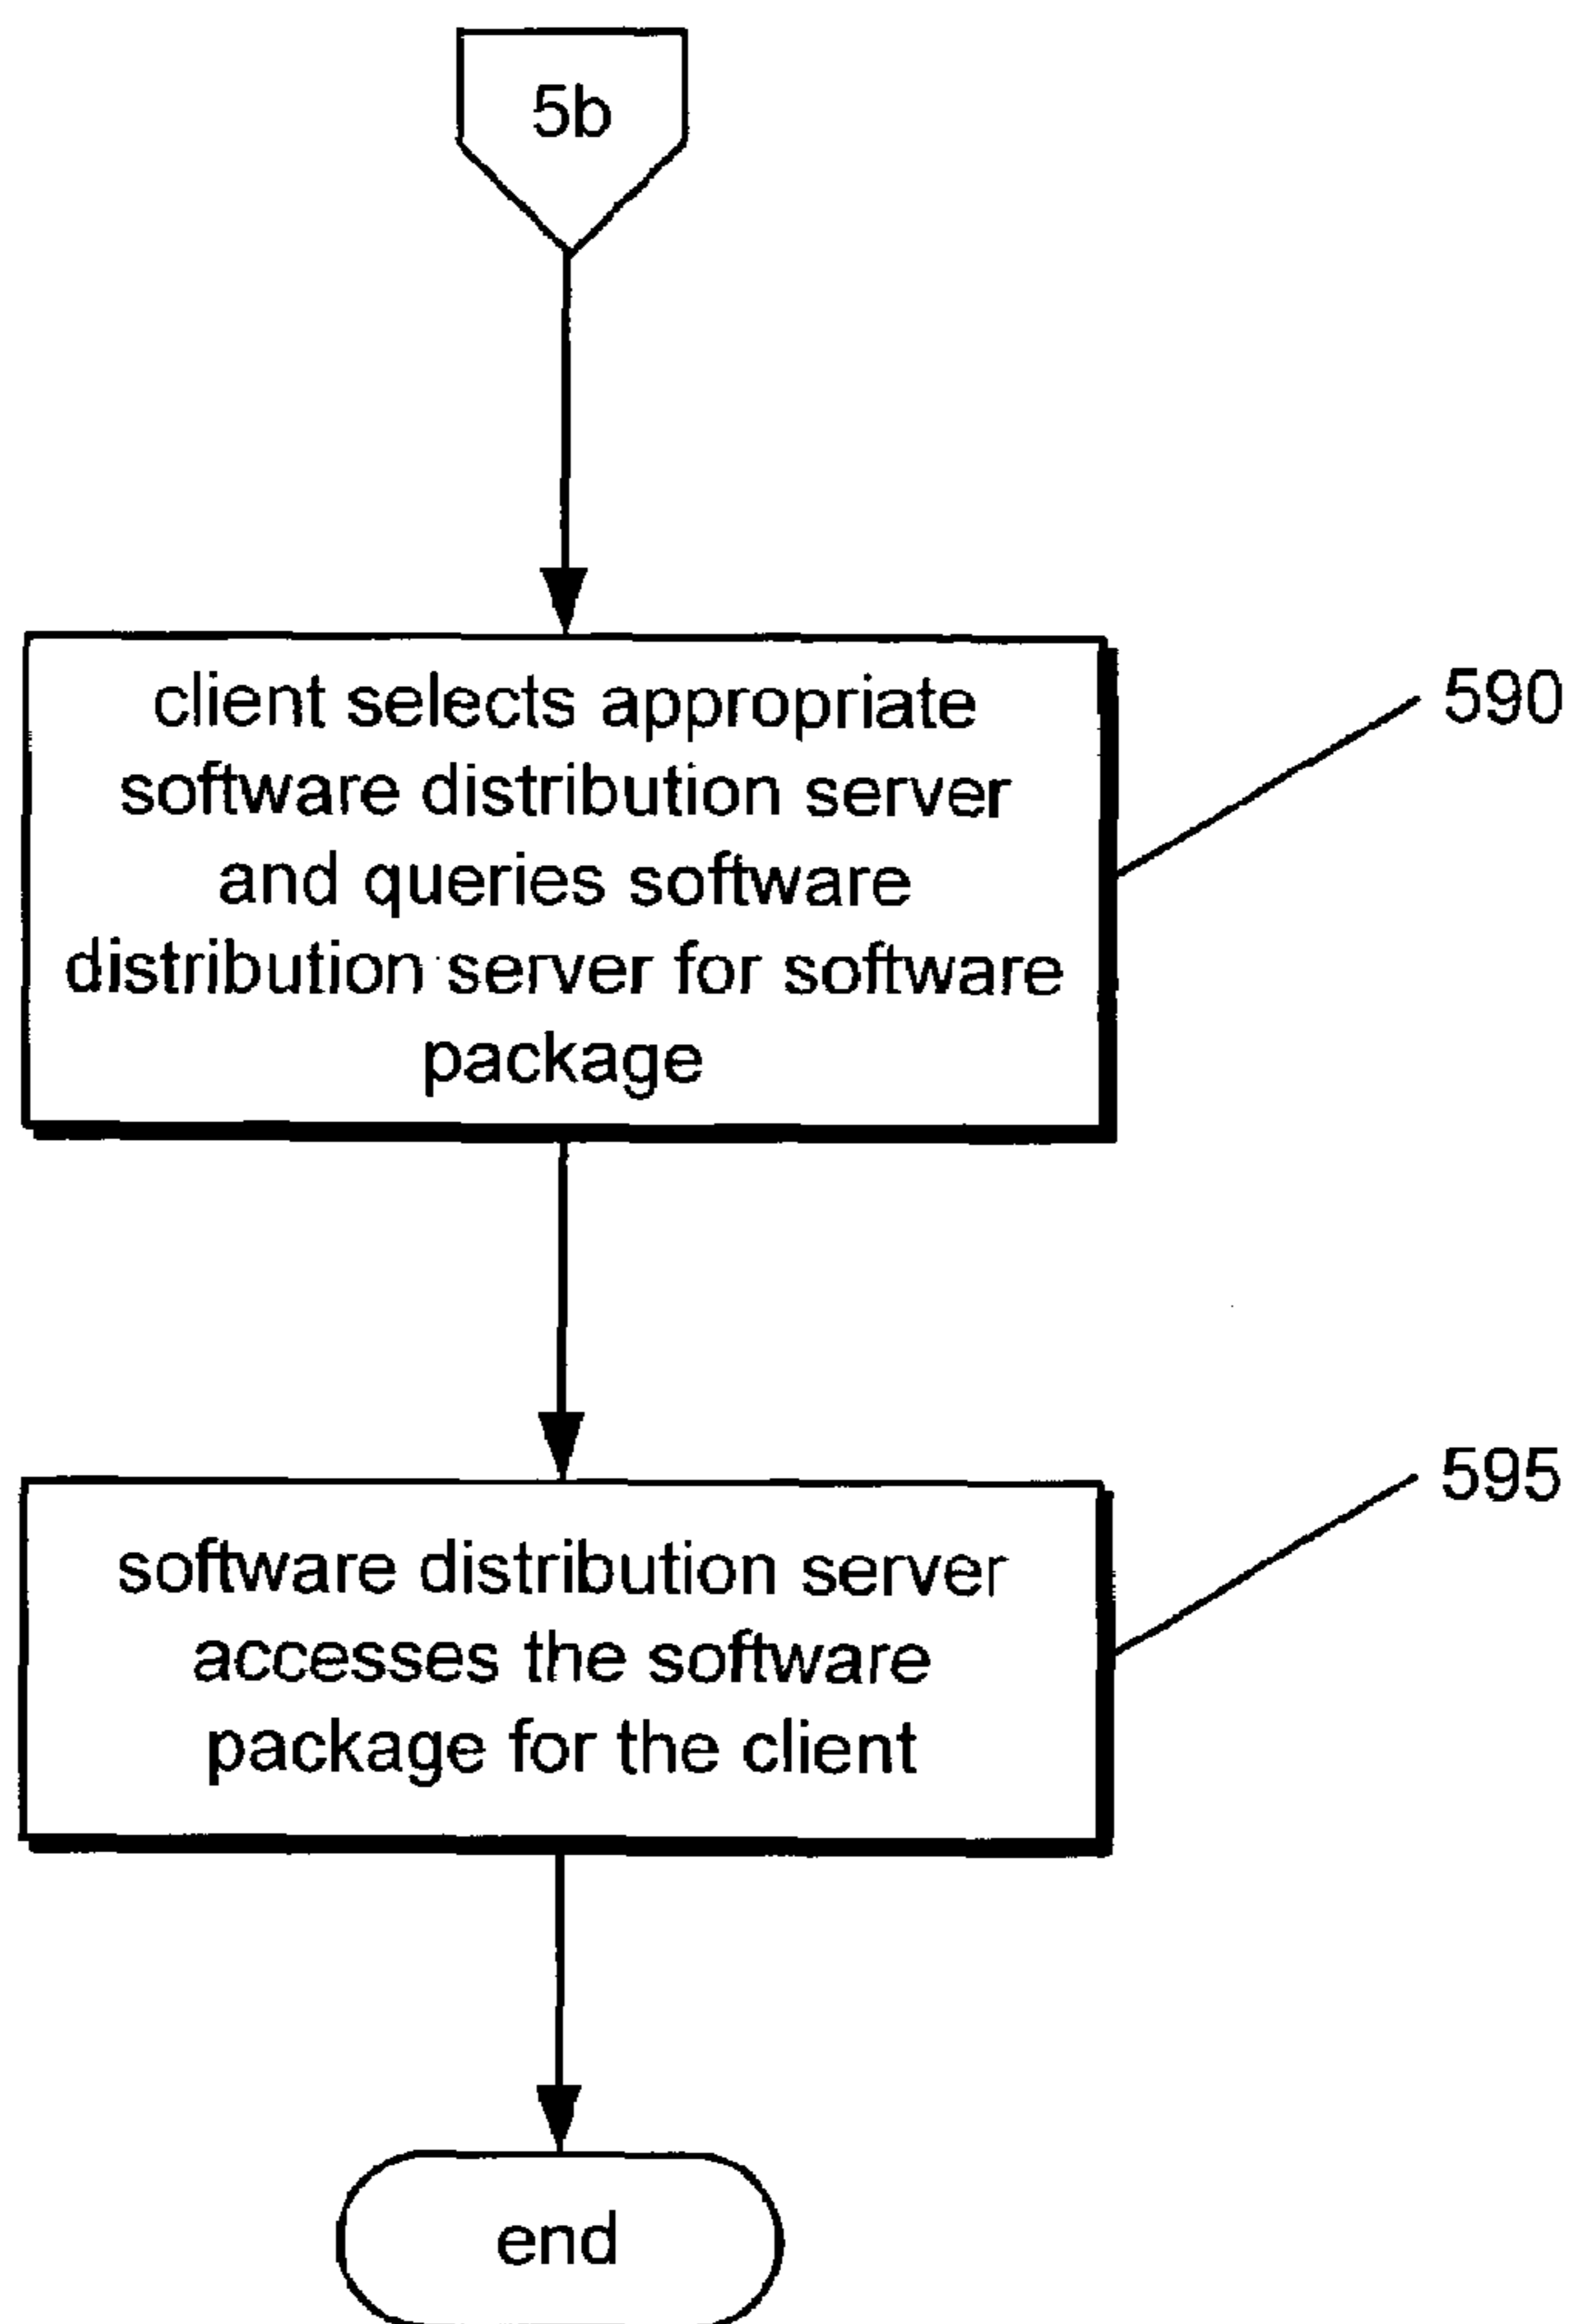 5b
client selects appropriate
software distribution server
and queries software
distribution server for software
package
590
software distribution server
accesses the software
package for the client
595
end